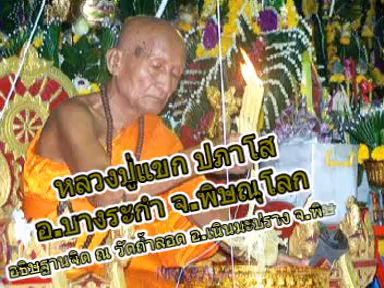 หลวงปู่แขก ปภาโส
อ.บางระกำ จ.พิษณุโลก
อธิษฐานจิต ณ วัดถ้ำลอด อ.เนินมะปราง จ.พิษ